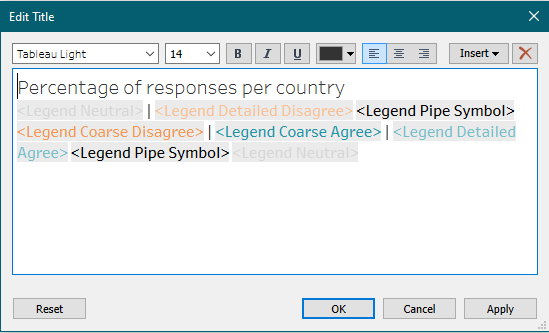 Edit Title
Tableau Light 14 B I U Insert
Percentage of responses per country
<Legend Neutral> | <Legend Detailed Disagree> <Legend Pipe Symbol>
<Legend Coarse Disagree> | <Legend Coarse Agree> | <Legend Detailed
Agree> <Legend Pipe Symbol> <Legend Neutral>
Reset OK Cancel Apply